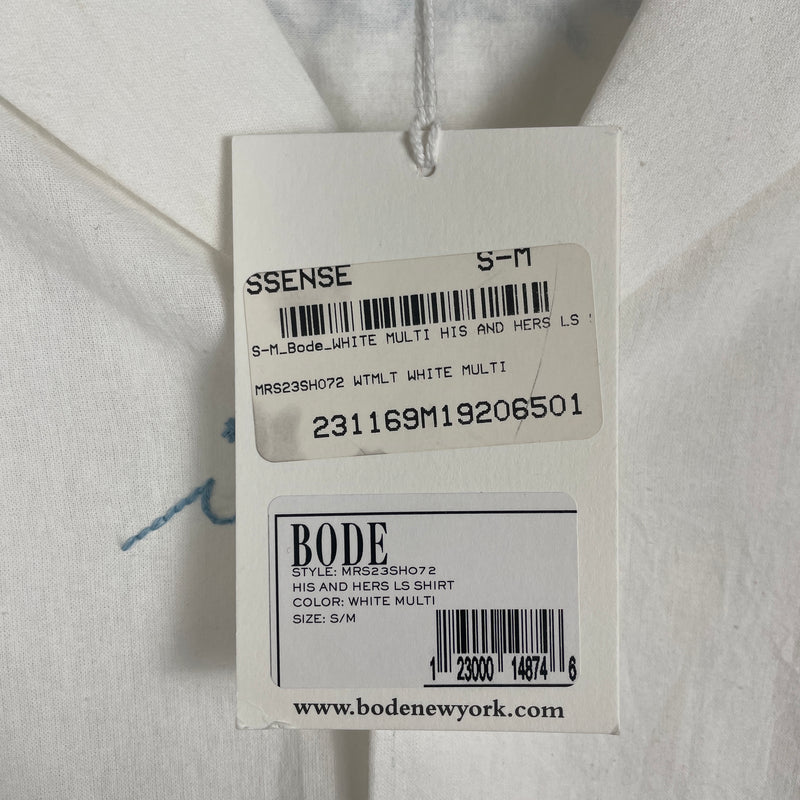 SSENSE S-M
S-M_Bode_WHITE MULTI HIS AND HERS LS
MRS23SH072 WTMLT WHITE MULTI
231169M19206501
BODE
STYLE: MRS23SH072
HIS AND HERS LS SHIRT
COLOR: WHITE MULTI
SIZE: S/M
1 23000 14874 6
www.bodenewyork.com